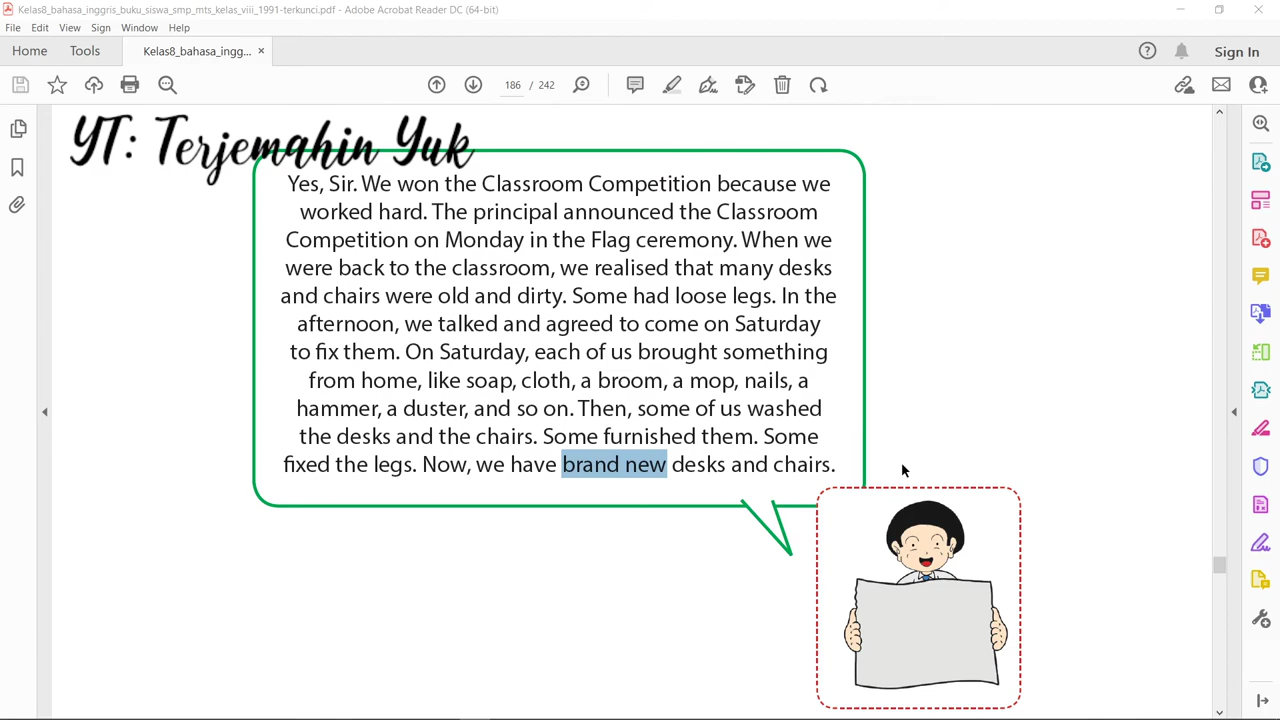 Kelas8_bahasa_inggris_buku_siswa_smp_mts_kelas_viii_1991-terkunci.pdf - Adobe Acrobat Reader DC (64-bit)
File Edit View Sign Window Help
Home Tools Kelas8_bahasa_ingg... × Sign In
186 / 242
YT: Terjemahin Yuk
Yes, Sir. We won the Classroom Competition because we
worked hard. The principal announced the Classroom
Competition on Monday in the Flag ceremony. When we
were back to the classroom, we realised that many desks
and chairs were old and dirty. Some had loose legs. In the
afternoon, we talked and agreed to come on Saturday
to fix them. On Saturday, each of us brought something
from home, like soap, cloth, a broom, a mop, nails, a
hammer, a duster, and so on. Then, some of us washed
the desks and the chairs. Some furnished them. Some
fixed the legs. Now, we have brand new desks and chairs.